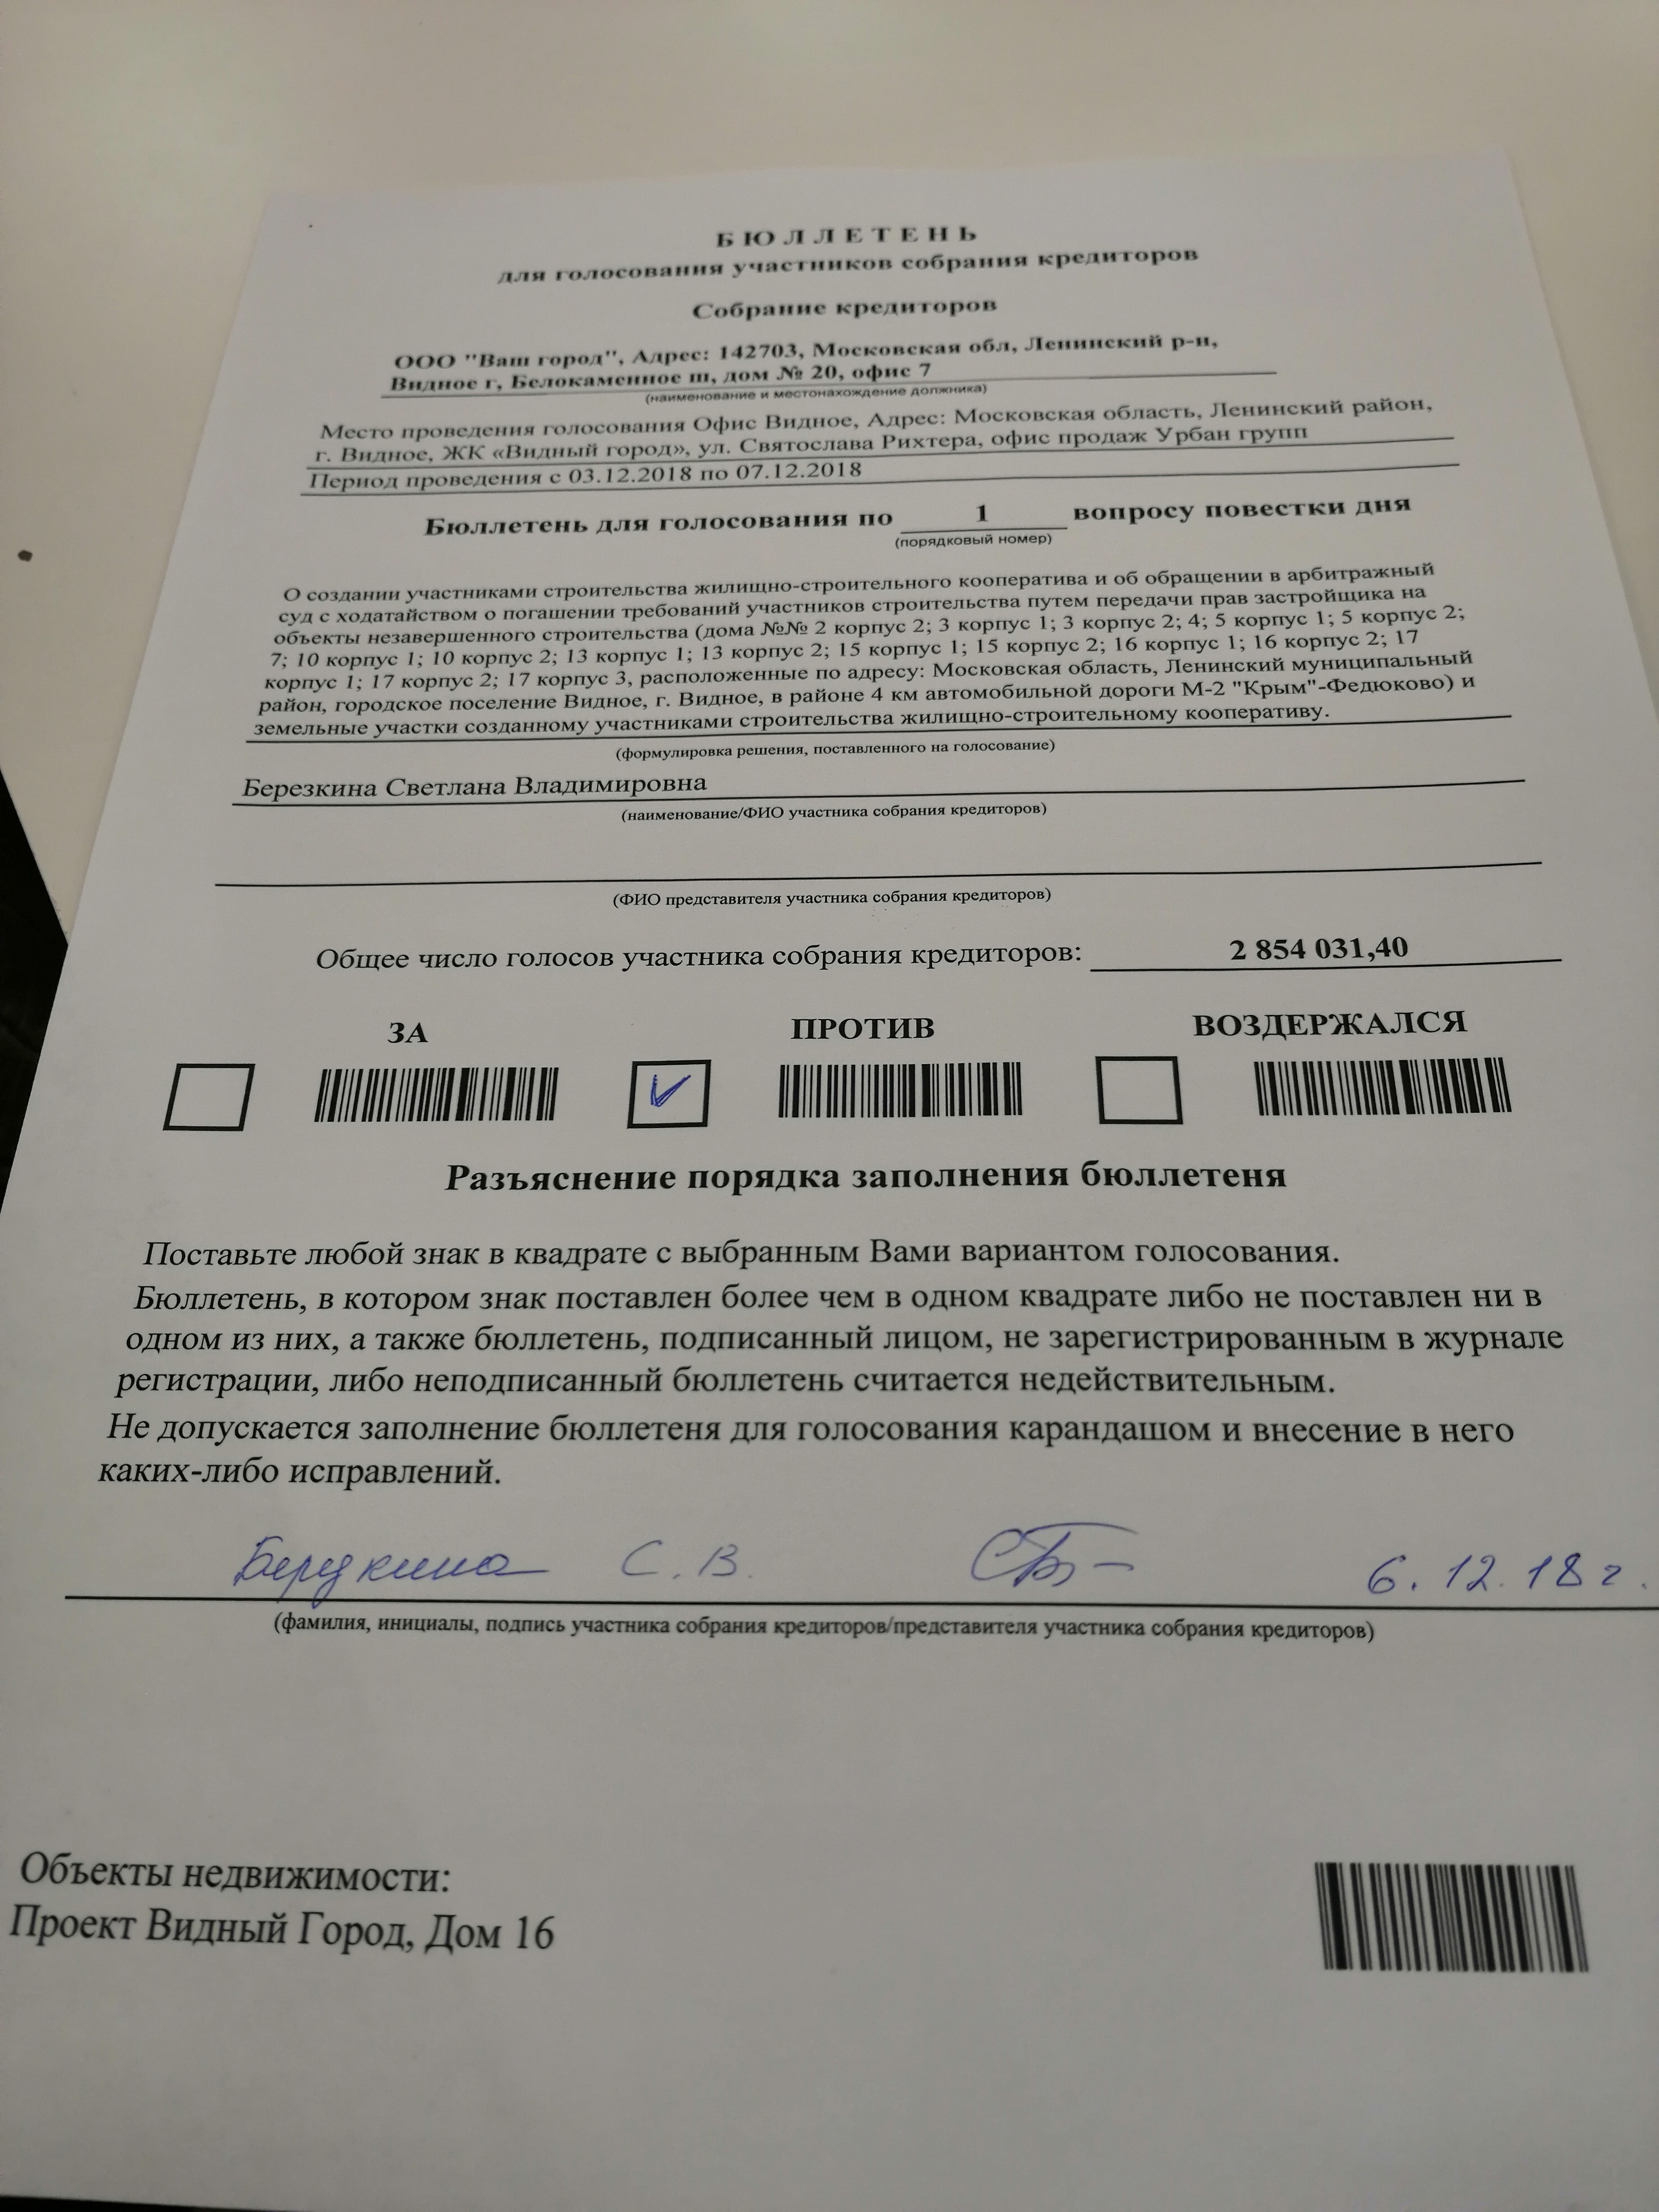 БЮЛЛЕТЕНЬ
для голосования участников собрания кредиторов
Собрание кредиторов
ООО "Ваш город", Адрес: 142703, Московская обл, Ленинский р-н,
Видное г, Белокаменное ш, дом № 20, офис 7
(наименование и местонахождение должника)
Место проведения голосования Офис Видное, Адрес: Московская область, Ленинский район,
г. Видное, ЖК «Видный город», ул. Святослава Рихтера, офис продаж Урбан групп
Период проведения с 03.12.2018 по 07.12.2018
Бюллетень для голосования по 1 вопросу повестки дня
(порядковый номер)
О создании участниками строительства жилищно-строительного кооператива и об обращении в арбитражный
суд с ходатайством о погашении требований участников строительства путем передачи прав застройщика на
объекты незавершенного строительства (дома №№ 2 корпус 2; 3 корпус 1; 3 корпус 2; 4; 5 корпус 1; 5 корпус 2;
7; 10 корпус 1; 10 корпус 2; 13 корпус 1; 13 корпус 2; 15 корпус 1; 15 корпус 2; 16 корпус 1; 16 корпус 2; 17
корпус 1; 17 корпус 2; 17 корпус 3, расположенные по адресу: Московская область, Ленинский муниципальный
район, городское поселение Видное, г. Видное, в районе 4 км автомобильной дороги М-2 "Крым"-Федюково) и
земельные участки созданному участниками строительства жилищно-строительному кооперативу.
(формулировка решения, поставленного на голосование)
Березкина Светлана Владимировна
(наименование/ФИО участника собрания кредиторов)
(ФИО представителя участника собрания кредиторов)
Общее число голосов участника собрания кредиторов: 2 854 031,40
ЗА ПРОТИВ ВОЗДЕРЖАЛСЯ
Разъяснение порядка заполнения бюллетеня
Поставьте любой знак в квадрате с выбранным Вами вариантом голосования.
Бюллетень, в котором знак поставлен более чем в одном квадрате либо не поставлен ни в
одном из них, а также бюллетень, подписанный лицом, не зарегистрированным в журнале
регистрации, либо неподписанный бюллетень считается недействительным.
Не допускается заполнение бюллетеня для голосования карандашом и внесение в него
каких-либо исправлений.
Березкина С. В. 6.12.18г.
(фамилия, инициалы, подпись участника собрания кредиторов/представителя участника собрания кредиторов)
Объекты недвижимости:
Проект Видный Город, Дом 16